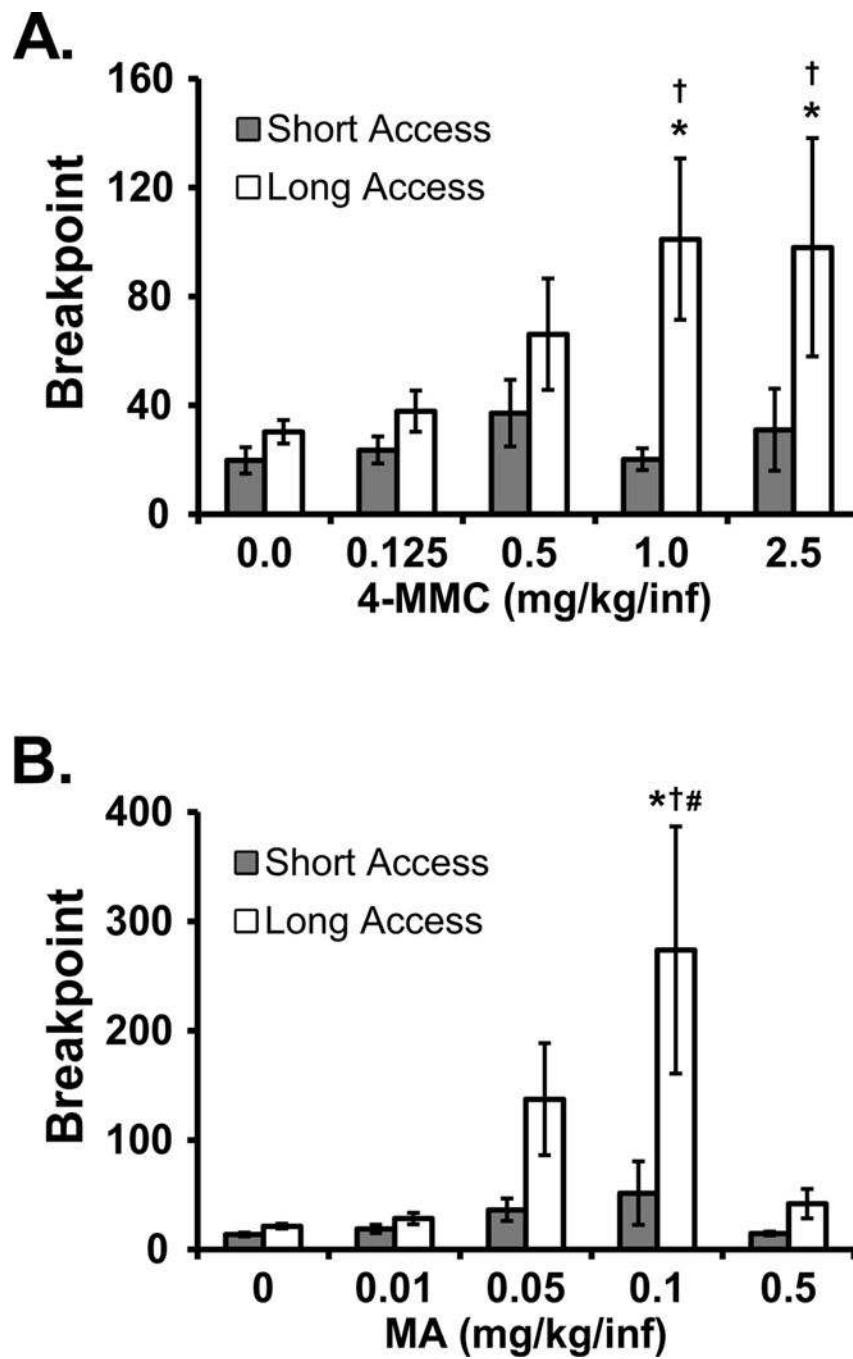 A.
160
120
80
40
0
Breakpoint
Short Access
Long Access
†
*
†
*
0.0 0.125 0.5 1.0 2.5
4-MMC (mg/kg/inf)
B.
400
300
200
100
0
Breakpoint
Short Access
Long Access
*†#
0 0.01 0.05 0.1 0.5
MA (mg/kg/inf)